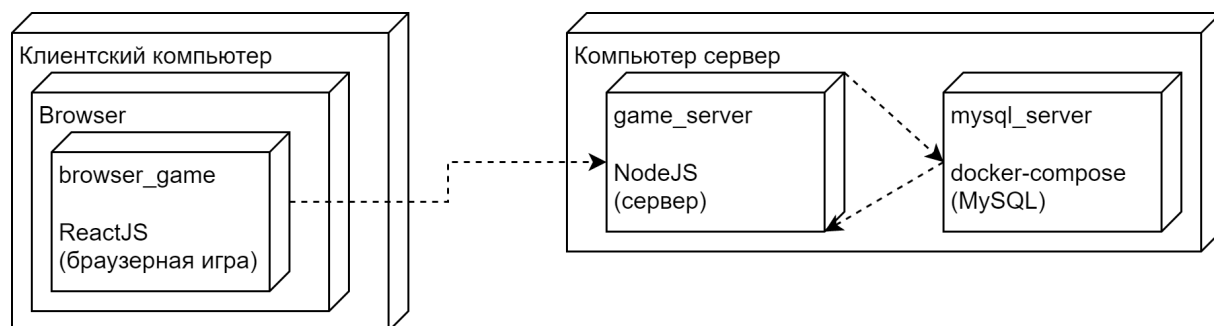 Клиентский компьютер
Browser
browser_game
ReactJS
(браузерная игра)
Компьютер сервер
game_server
NodeJS
(сервер)
mysql_server
docker-compose
(MySQL)